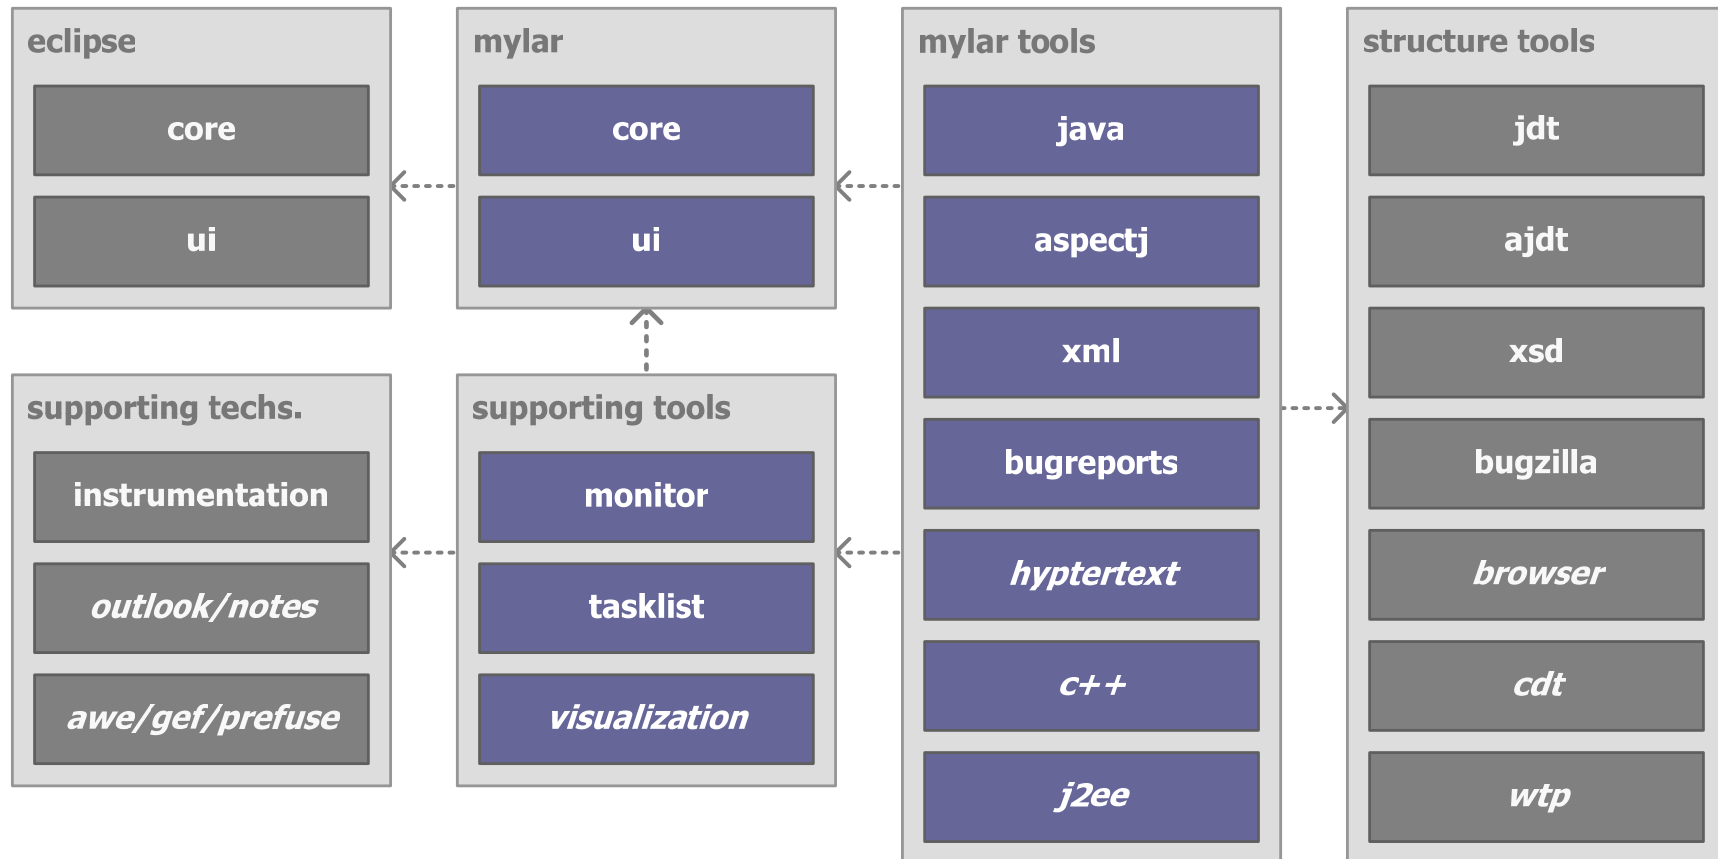 eclipse
core
ui
mylar
core
ui
supporting techs.
instrumentation
outlook/notes
awe/gef/prefuse
supporting tools
monitor
tasklist
visualization
mylar tools
java
aspectj
xml
bugreports
hyptertext
c++
j2ee
structure tools
jdt
ajdt
xsd
bugzilla
browser
cdt
wtp